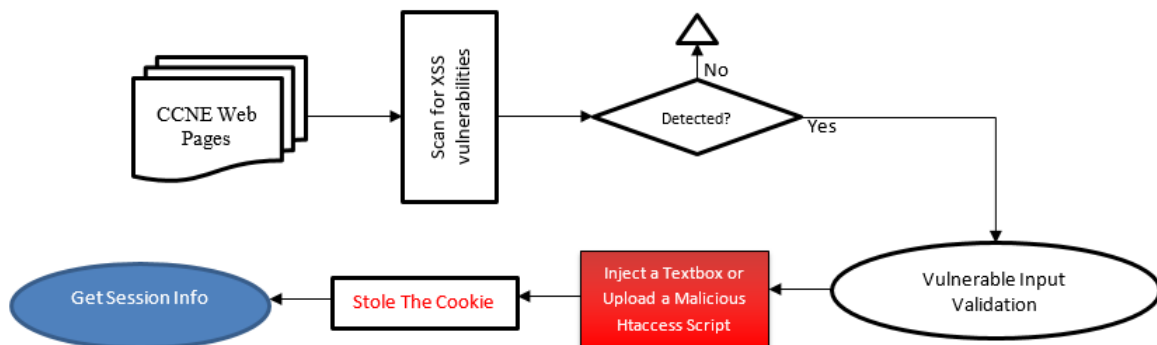 CCNE Web
Pages
Scan for XSS
vulnerabilities
Detected?
No
Yes
Vulnerable Input
Validation
Inject a Textbox or
Upload a Malicious
Htaccess Script
Stole The Cookie
Get Session Info